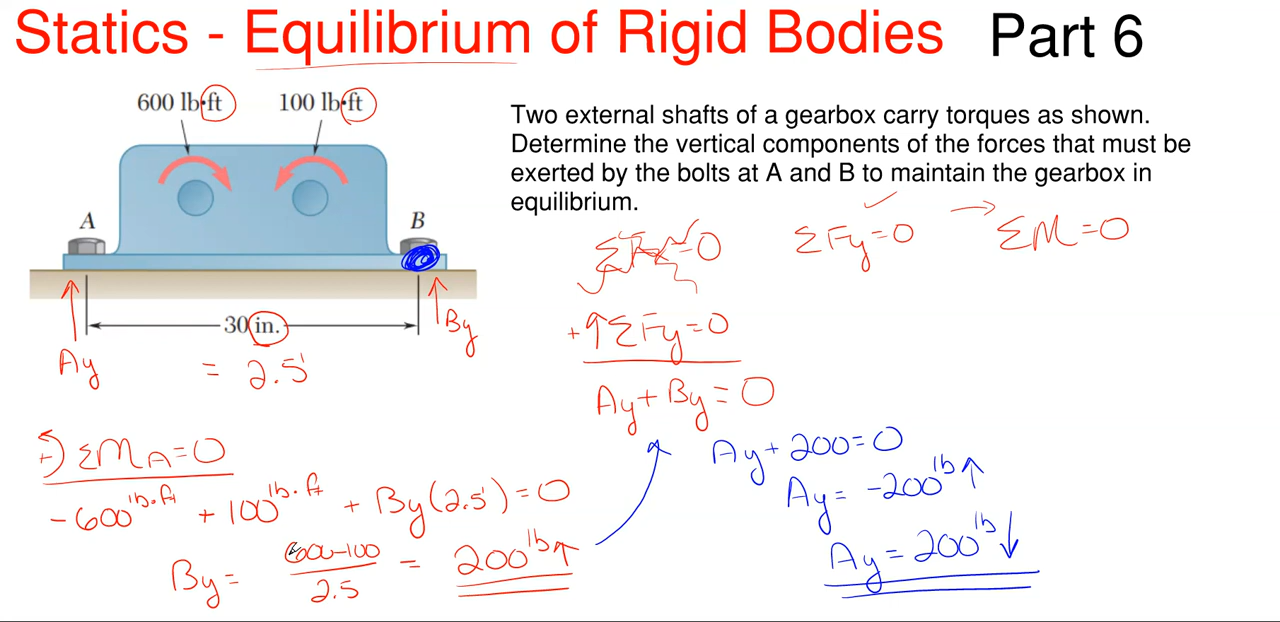 Statics - Equilibrium of Rigid Bodies Part 6
600 lb·ft 100 lb·ft
Two external shafts of a gearbox carry torques as shown.
Determine the vertical components of the forces that must be
exerted by the bolts at A and B to maintain the gearbox in
equilibrium.
A B
ΣFx=0 ΣFy=0 → ΣM=0
30 in.
Ay By
= 2.5'
+↑ΣFy=0
Ay+By=0
+ΣMA=0
-600 lb·ft + 100 lb·ft + By(2.5')=0
By= 600-100 / 2.5 = 200 lb↑
Ay+200=0
Ay= -200 lb↑
Ay=200 lb↓